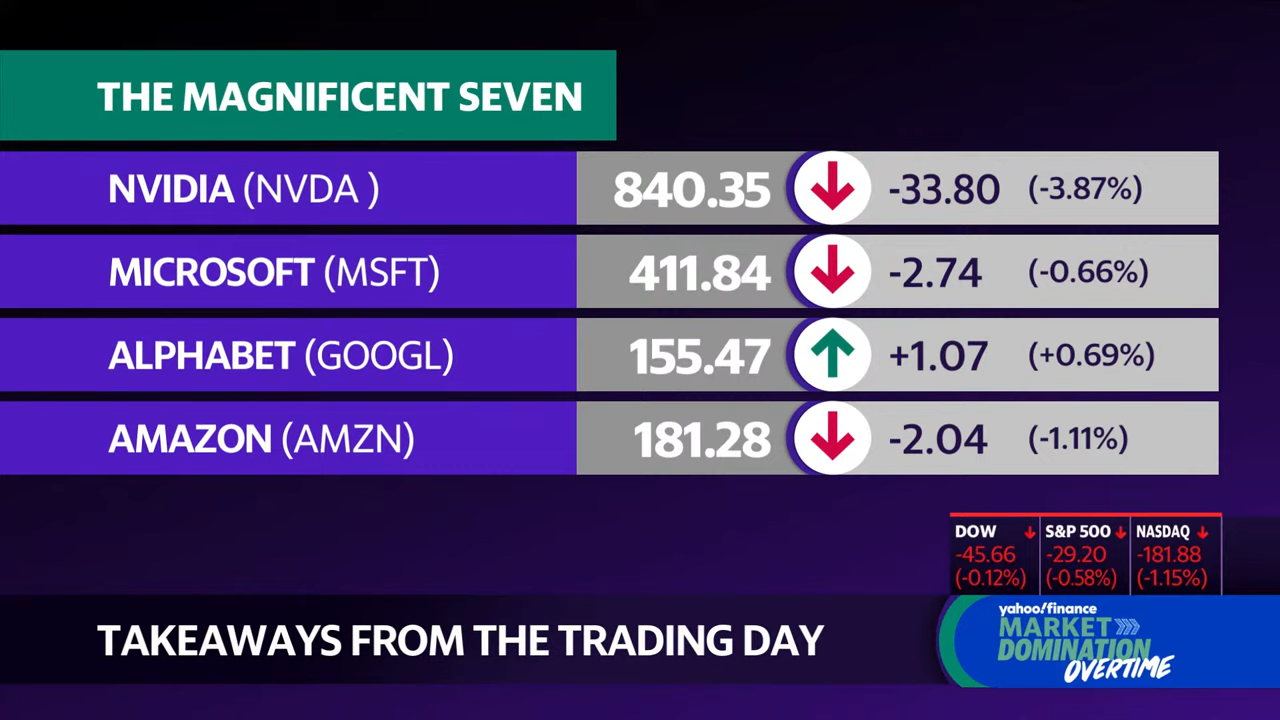 THE MAGNIFICENT SEVEN
NVIDIA (NVDA ) 840.35 -33.80 (-3.87%)
MICROSOFT (MSFT) 411.84 -2.74 (-0.66%)
ALPHABET (GOOGL) 155.47 +1.07 (+0.69%)
AMAZON (AMZN) 181.28 -2.04 (-1.11%)
DOW S&P 500 NASDAQ
-45.66 -29.20 -181.88
(-0.12%) (-0.58%) (-1.15%)
TAKEAWAYS FROM THE TRADING DAY
yahoo!finance
MARKET
DOMINATION
OVERTIME